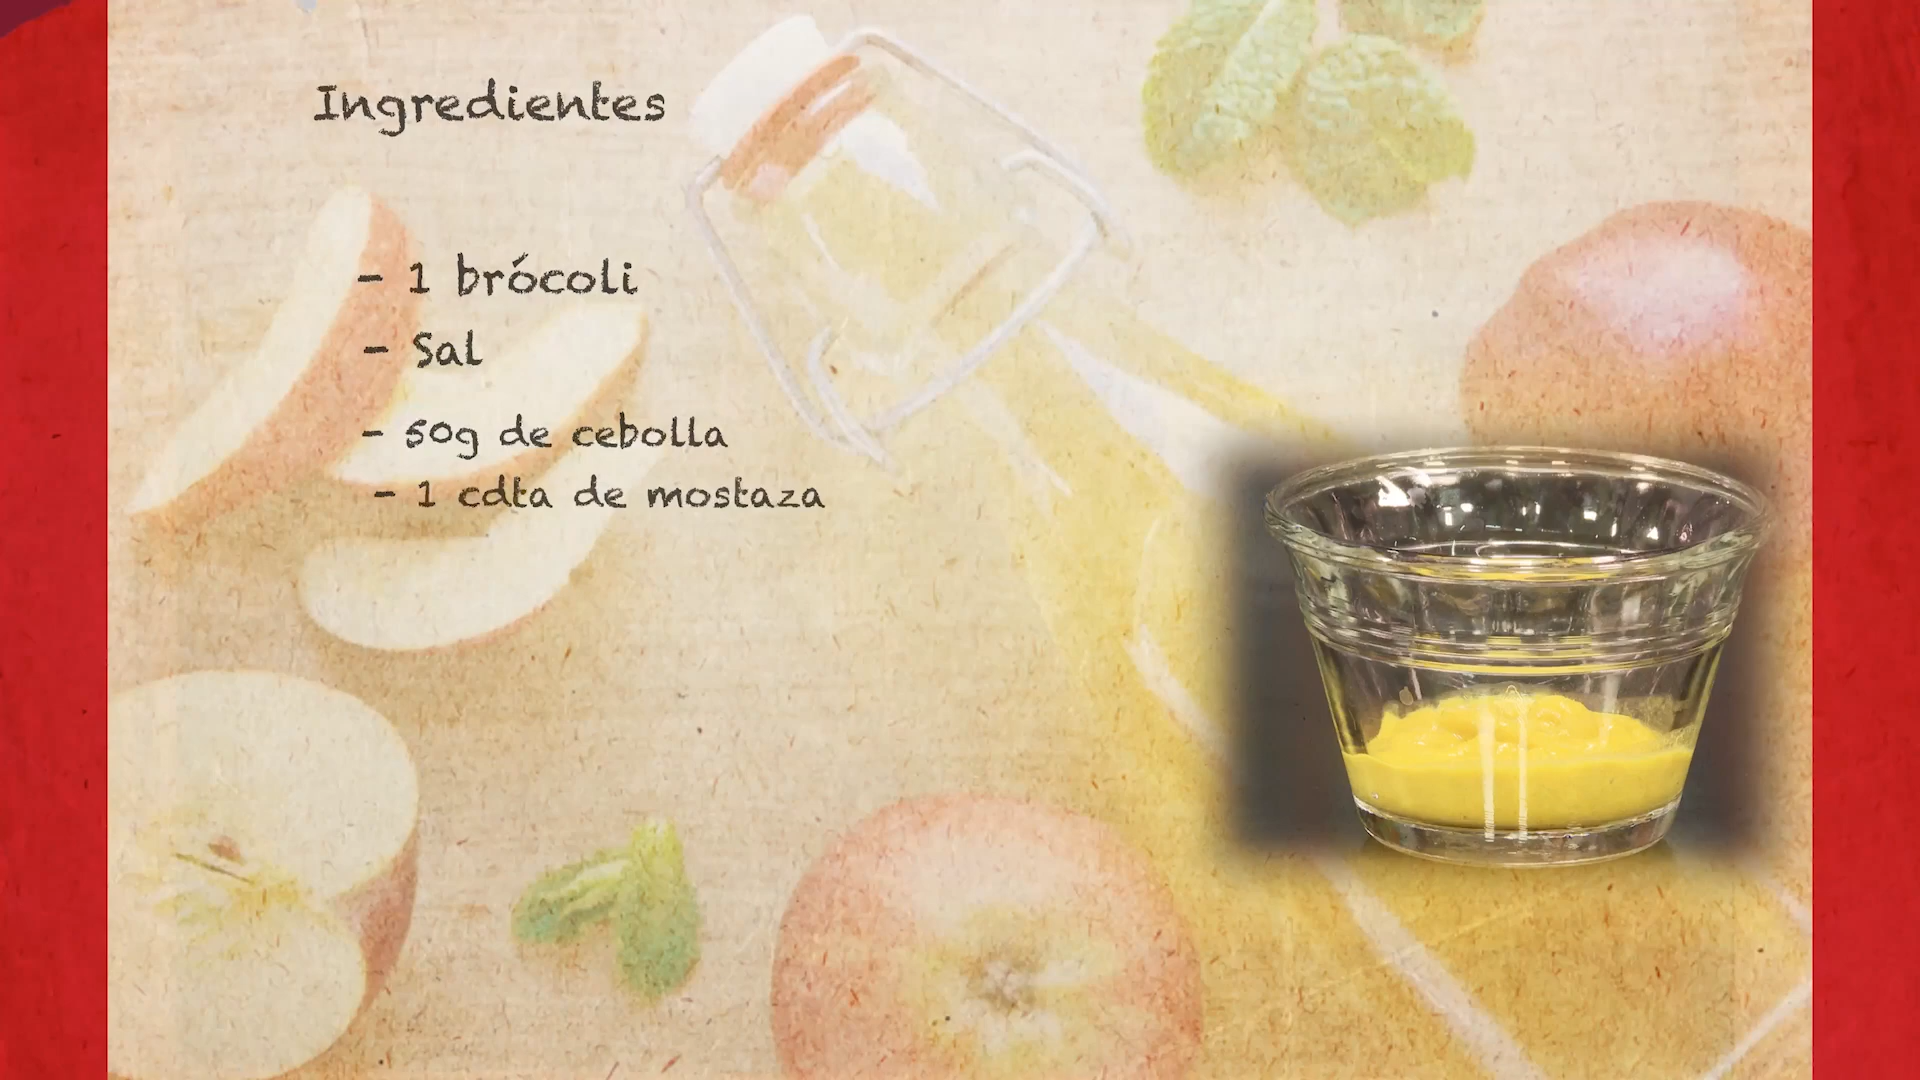 Ingredientes
- 1 brócoli
- Sal
- 50g de cebolla
- 1 cdta de mostaza